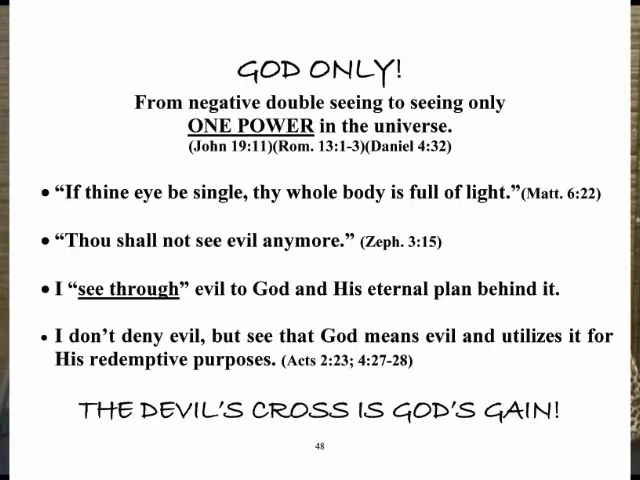 GOD ONLY!
From negative double seeing to seeing only
ONE POWER in the universe.
(John 19:11)(Rom. 13:1-3)(Daniel 4:32)
• “If thine eye be single, thy whole body is full of light.”(Matt. 6:22)
• “Thou shall not see evil anymore.” (Zeph. 3:15)
• I “see through” evil to God and His eternal plan behind it.
• I don’t deny evil, but see that God means evil and utilizes it for
His redemptive purposes. (Acts 2:23; 4:27-28)
THE DEVIL’S CROSS IS GOD’S GAIN!
48